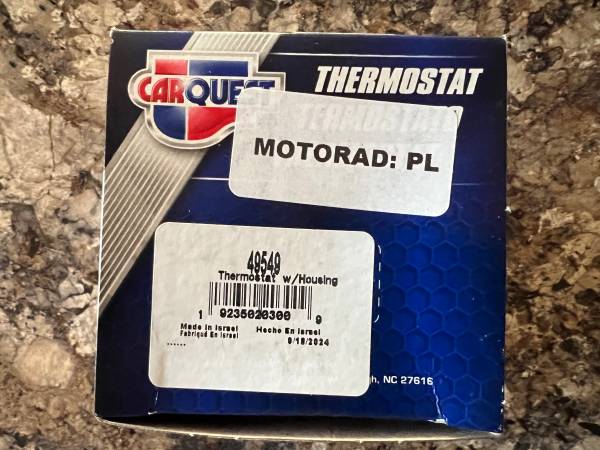 CARQUEST
THERMOSTAT
MOTORAD: PL
49549
Thermostat w/Housing
1 9235020300 9
Made In Israel Hecho En Israel
Fabriqué En Israel 9/18/2024
h, NC 27616